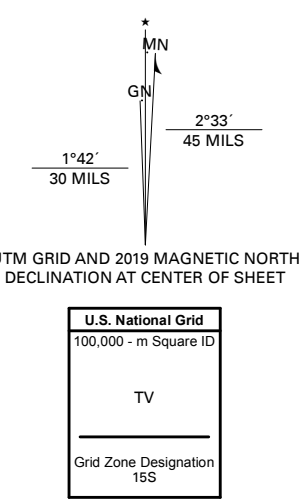 ★
MN
GN
2°33´
45 MILS
1°42´
30 MILS
UTM GRID AND 2019 MAGNETIC NORTH
DECLINATION AT CENTER OF SHEET
U.S. National Grid
100,000 - m Square ID
TV
Grid Zone Designation
15S